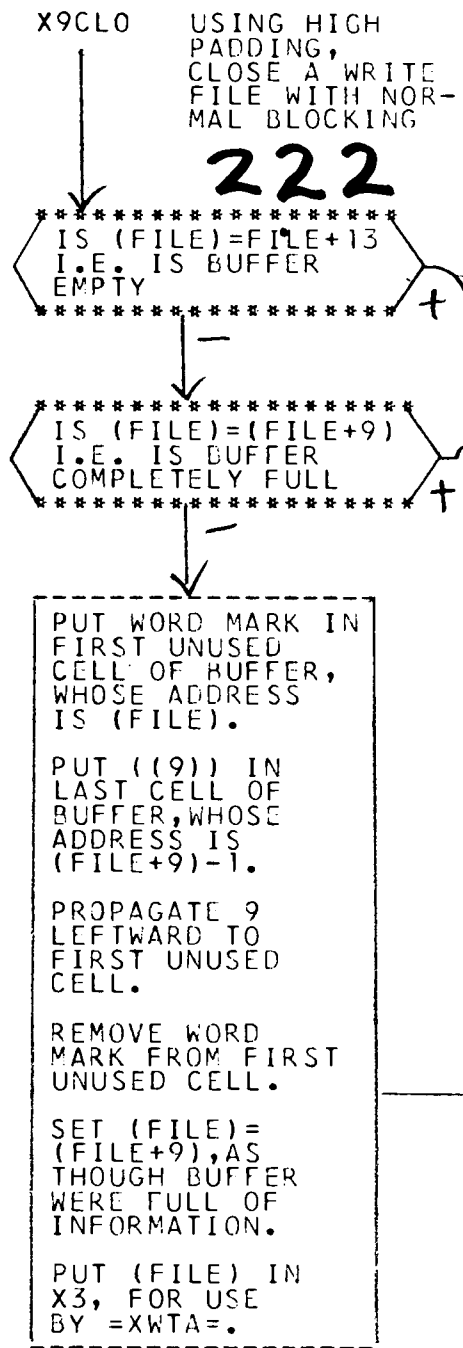 X9CLO
USING HIGH
PADDING,
CLOSE A WRITE
FILE WITH NOR-
MAL BLOCKING
222
IS (FILE)=FILE+13
I.E. IS BUFFER
EMPTY
+
-
IS (FILE)=(FILE+9)
I.E. IS BUFFER
COMPLETELY FULL
+
-
PUT WORD MARK IN
FIRST UNUSED
CELL OF BUFFER,
WHOSE ADDRESS
IS (FILE).
PUT ((9)) IN
LAST CELL OF
BUFFER,WHOSE
ADDRESS IS
(FILE+9)-1.
PROPAGATE 9
LEFTWARD TO
FIRST UNUSED
CELL.
REMOVE WORD
MARK FROM FIRST
UNUSED CELL.
SET (FILE)=
(FILE+9),AS
THOUGH BUFFER
WERE FULL OF
INFORMATION.
PUT (FILE) IN
X3, FOR USE
BY =XWTA=.